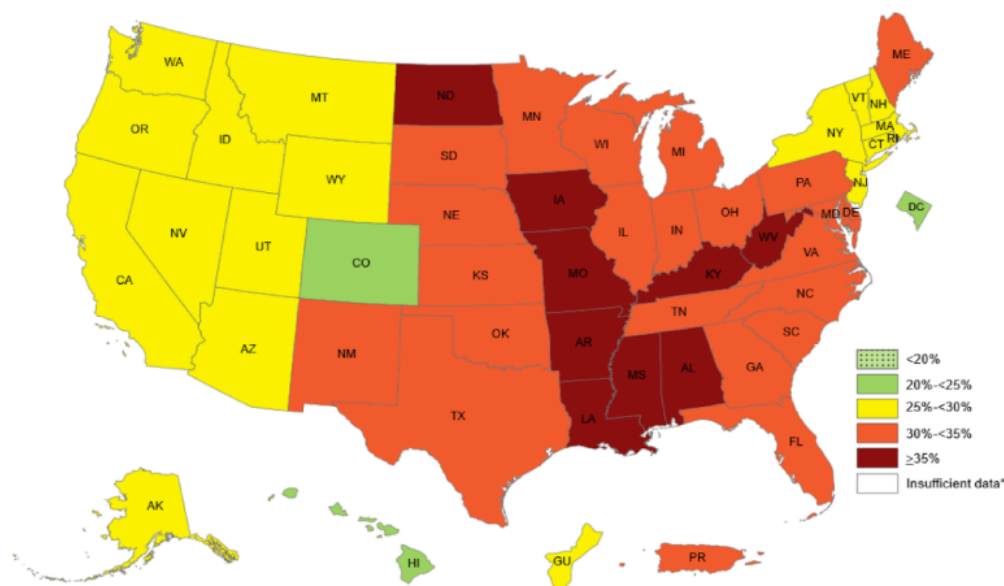 WA
MT
ND
MN
ME
OR
ID
SD
WI
MI
NY
VT
NH
MA
CT
RI
WY
IA
NE
PA
NJ
DC
NV
UT
CO
IL
IN
OH
MD
DE
CA
KS
MO
KY
WV
VA
AZ
NM
OK
AR
TN
NC
SC
TX
LA
MS
AL
GA
FL
<20%
20%-<25%
25%-<30%
30%-<35%
≥35%
Insufficient data*
AK
HI
GU
PR